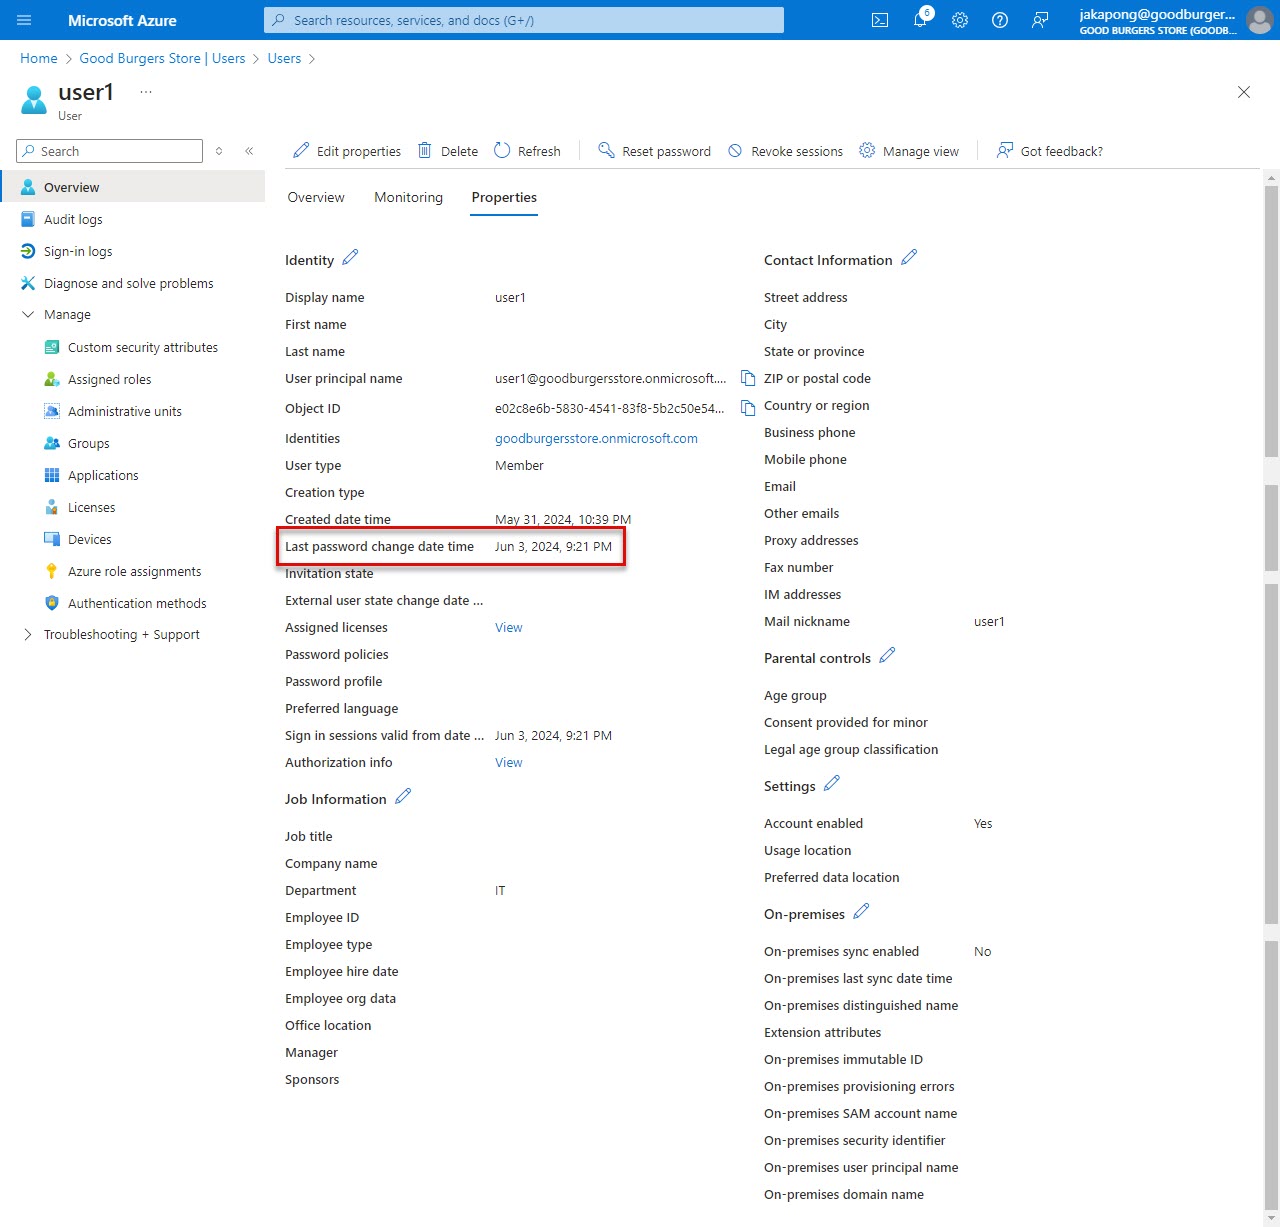 Microsoft Azure
Search resources, services, and docs (G+/)
6
jakapong@goodburger...
GOOD BURGERS STORE (GOODB...
Home > Good Burgers Store | Users > Users >
user1 ...
User
Search
Edit properties Delete Refresh Reset password Revoke sessions Manage view Got feedback?
Overview
Audit logs
Sign-in logs
Diagnose and solve problems
Manage
Custom security attributes
Assigned roles
Administrative units
Groups
Applications
Licenses
Devices
Azure role assignments
Authentication methods
Troubleshooting + Support
Overview Monitoring Properties
Identity
Display name user1
First name
Last name
User principal name user1@goodburgersstore.onmicrosoft....
Object ID e02c8e6b-5830-4541-83f8-5b2c50e54...
Identities goodburgersstore.onmicrosoft.com
User type Member
Creation type
Created date time May 31, 2024, 10:39 PM
Last password change date time Jun 3, 2024, 9:21 PM
Invitation state
External user state change date ...
Assigned licenses View
Password policies
Password profile
Preferred language
Sign in sessions valid from date ... Jun 3, 2024, 9:21 PM
Authorization info View
Job Information
Job title
Company name
Department IT
Employee ID
Employee type
Employee hire date
Employee org data
Office location
Manager
Sponsors
Contact Information
Street address
City
State or province
ZIP or postal code
Country or region
Business phone
Mobile phone
Email
Other emails
Proxy addresses
Fax number
IM addresses
Mail nickname user1
Parental controls
Age group
Consent provided for minor
Legal age group classification
Settings
Account enabled Yes
Usage location
Preferred data location
On-premises
On-premises sync enabled No
On-premises last sync date time
On-premises distinguished name
Extension attributes
On-premises immutable ID
On-premises provisioning errors
On-premises SAM account name
On-premises security identifier
On-premises user principal name
On-premises domain name